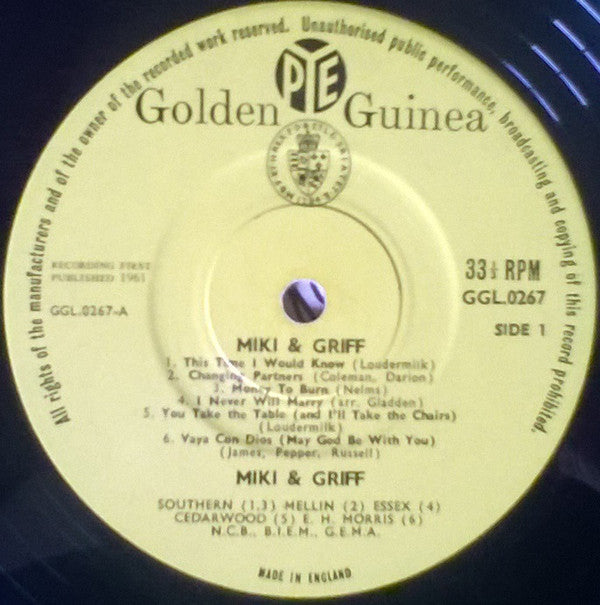 All rights of the manufacturers and of the owner of the recorded work reserved. Unauthorised public performance, broadcasting and copying of this record prohibited.
PYE
Golden Guinea
RECORDING FIRST
PUBLISHED 1961
33⅓ RPM
GGL.0267
GGL.0267-A
SIDE 1
MIKI & GRIFF
1. This Time I Would Know (Loudermilk)
2. Changing Partners (Coleman, Darion)
3. Money To Burn (Nelms)
4. I Never Will Marry (arr. Gladden)
5. You Take the Table (and I'll Take the Chairs)
(Loudermilk)
6. Vaya Con Dios (May God Be With You)
(James, Pepper, Russell)
MIKI & GRIFF
SOUTHERN (1,3) MELLIN (2) ESSEX (4)
CEDARWOOD (5) E. H. MORRIS (6)
N.C.B., B.I.E.M., G.E.M.A.
MADE IN ENGLAND